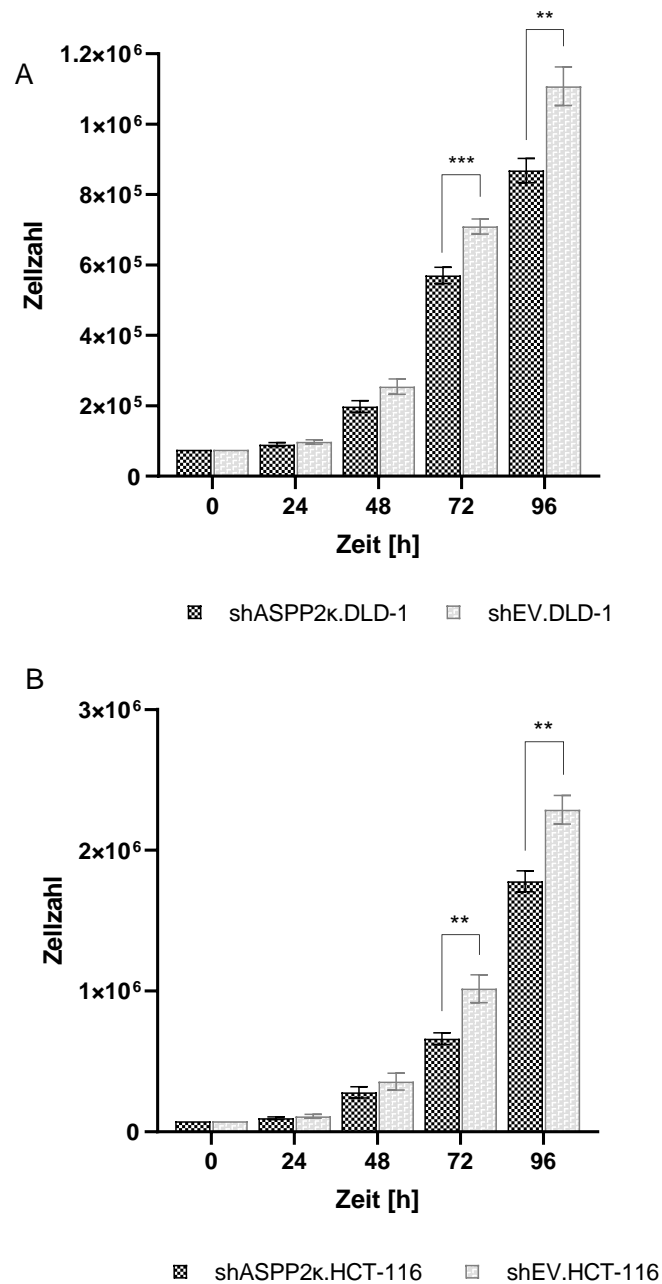 A
**
1.2×10⁶
1×10⁶
***
8×10⁵
6×10⁵
4×10⁵
2×10⁵
0
Zellzahl
0 24 48 72 96
Zeit [h]
shASPP2κ.DLD-1 shEV.DLD-1
B
3×10⁶
**
2×10⁶
**
1×10⁶
0
Zellzahl
0 24 48 72 96
Zeit [h]
shASPP2κ.HCT-116 shEV.HCT-116